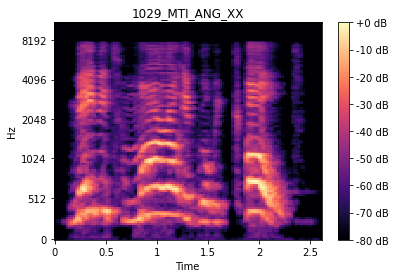 1029_MTI_ANG_XX
Hz
8192
4096
2048
1024
512
0
0 0.5 1 1.5 2 2.5
Time
+0 dB
-10 dB
-20 dB
-30 dB
-40 dB
-50 dB
-60 dB
-70 dB
-80 dB